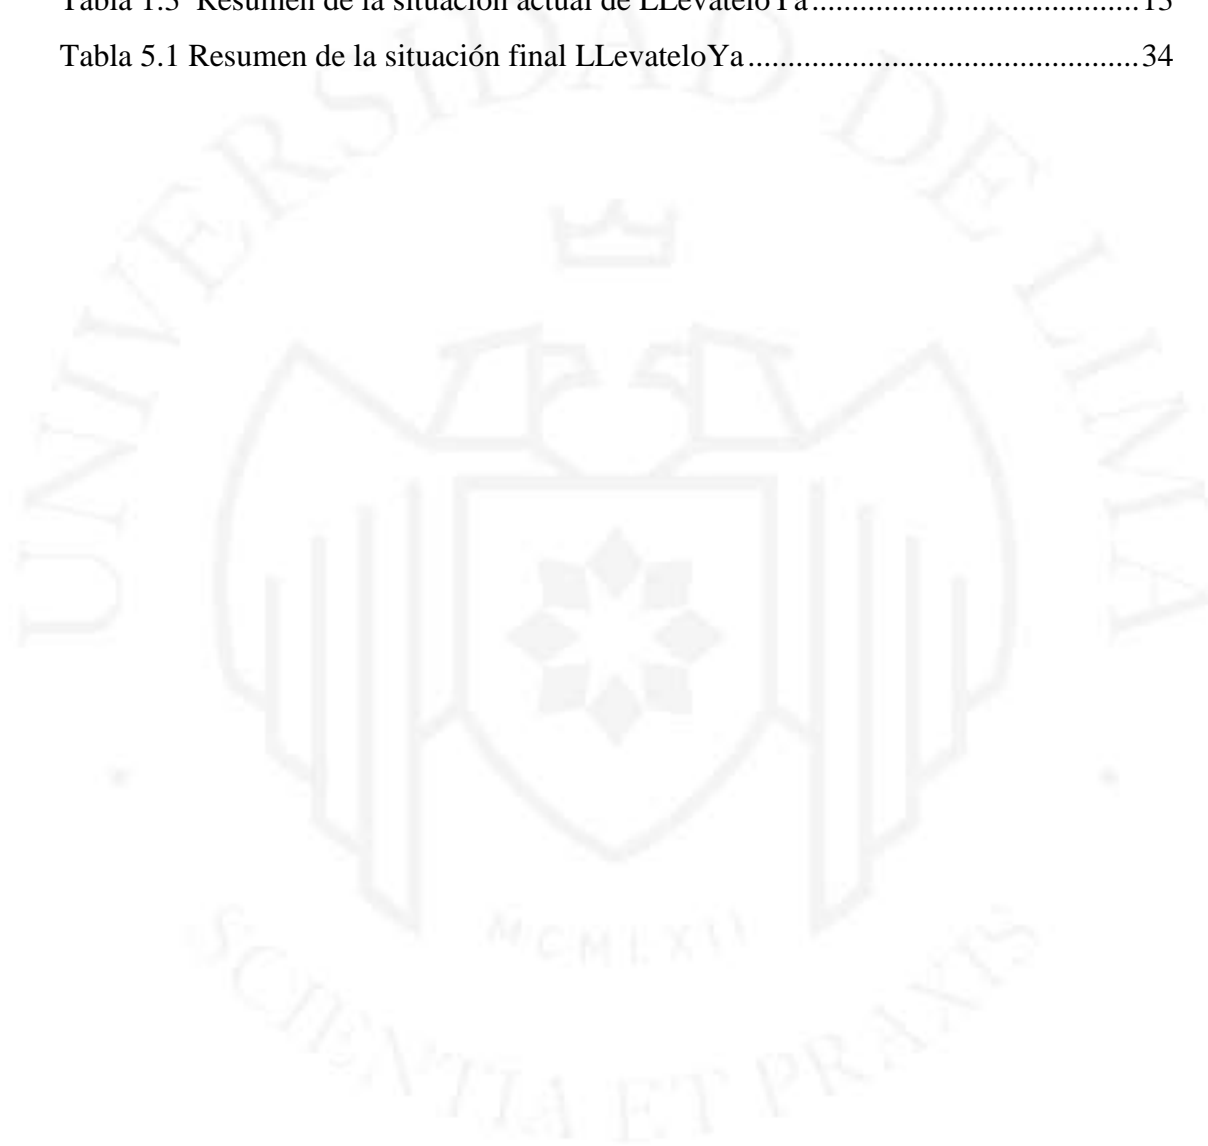 Tabla 1.3 Resumen de la situación actual de LLevateloYa..........................................13
Tabla 5.1 Resumen de la situación final LLevateloYa..................................................34
UNIVERSIDAD DE LIMA
MCMLXII
SCIENTIA ET PRAXIS